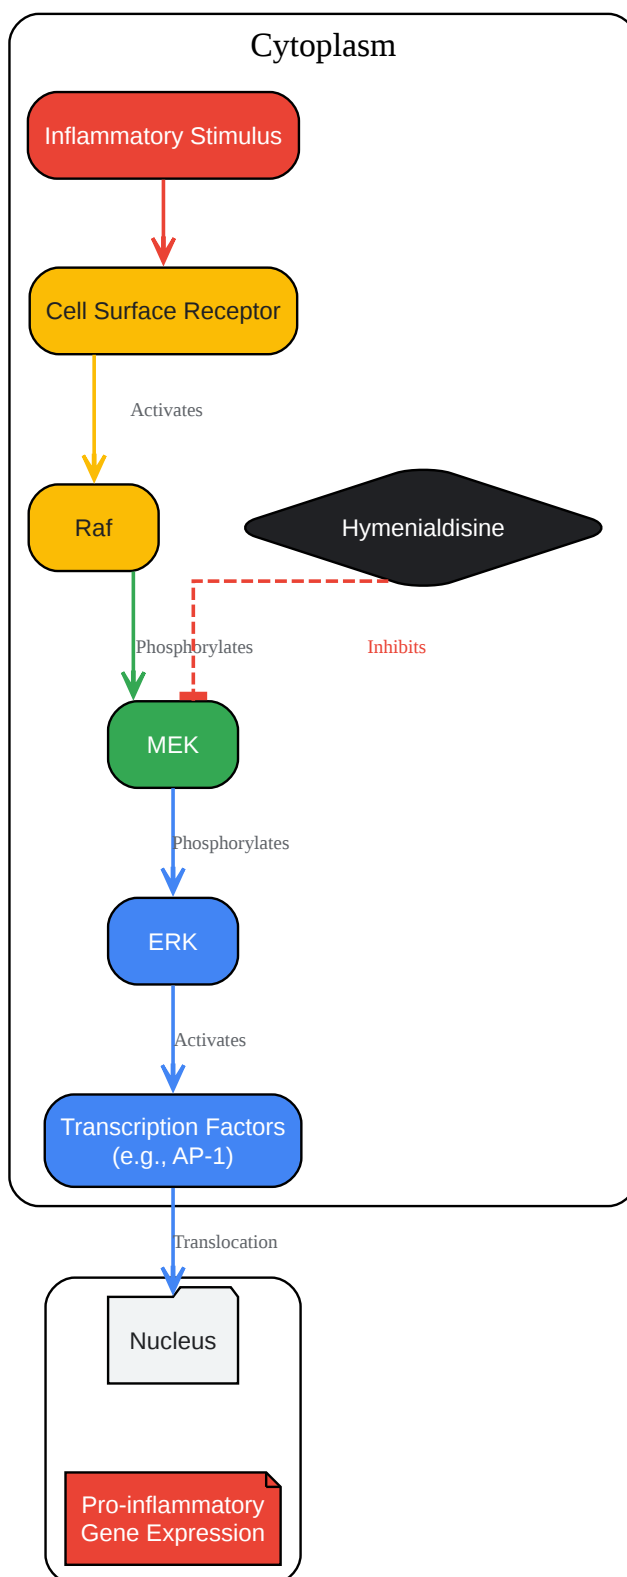 Cytoplasm
Inflammatory Stimulus
Cell Surface Receptor
Activates
Raf
Hymenialdisine
Phosphorylates
Inhibits
MEK
Phosphorylates
ERK
Activates
Transcription Factors
(e.g., AP-1)
Translocation
Nucleus
Pro-inflammatory
Gene Expression